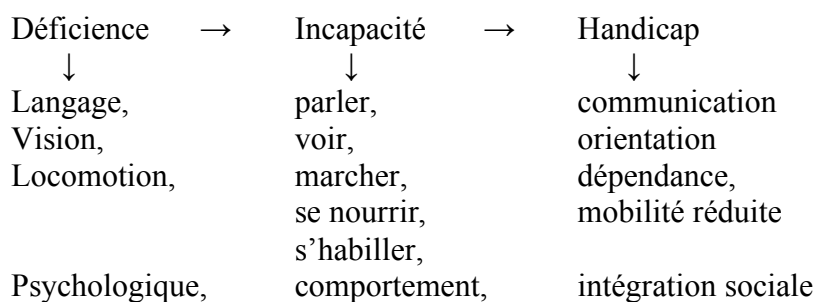 Déficience → Incapacité → Handicap
↓ ↓ ↓
Langage, parler, communication
Vision, voir, orientation
Locomotion, marcher, dépendance,
se nourrir, mobilité réduite
s’habiller,
Psychologique, comportement, intégration sociale